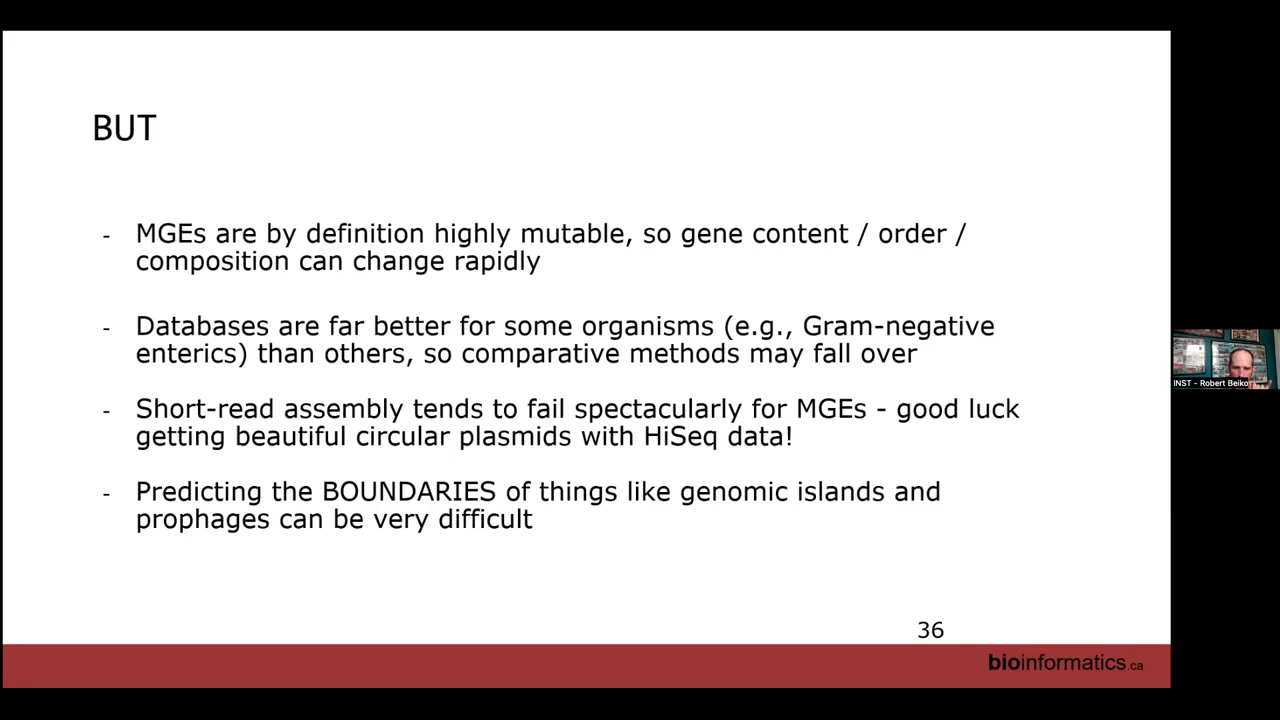 BUT
- MGEs are by definition highly mutable, so gene content / order /
composition can change rapidly
- Databases are far better for some organisms (e.g., Gram-negative
enterics) than others, so comparative methods may fall over
- Short-read assembly tends to fail spectacularly for MGEs - good luck
getting beautiful circular plasmids with HiSeq data!
- Predicting the BOUNDARIES of things like genomic islands and
prophages can be very difficult
36
bioinformatics.ca
INST - Robert Beiko